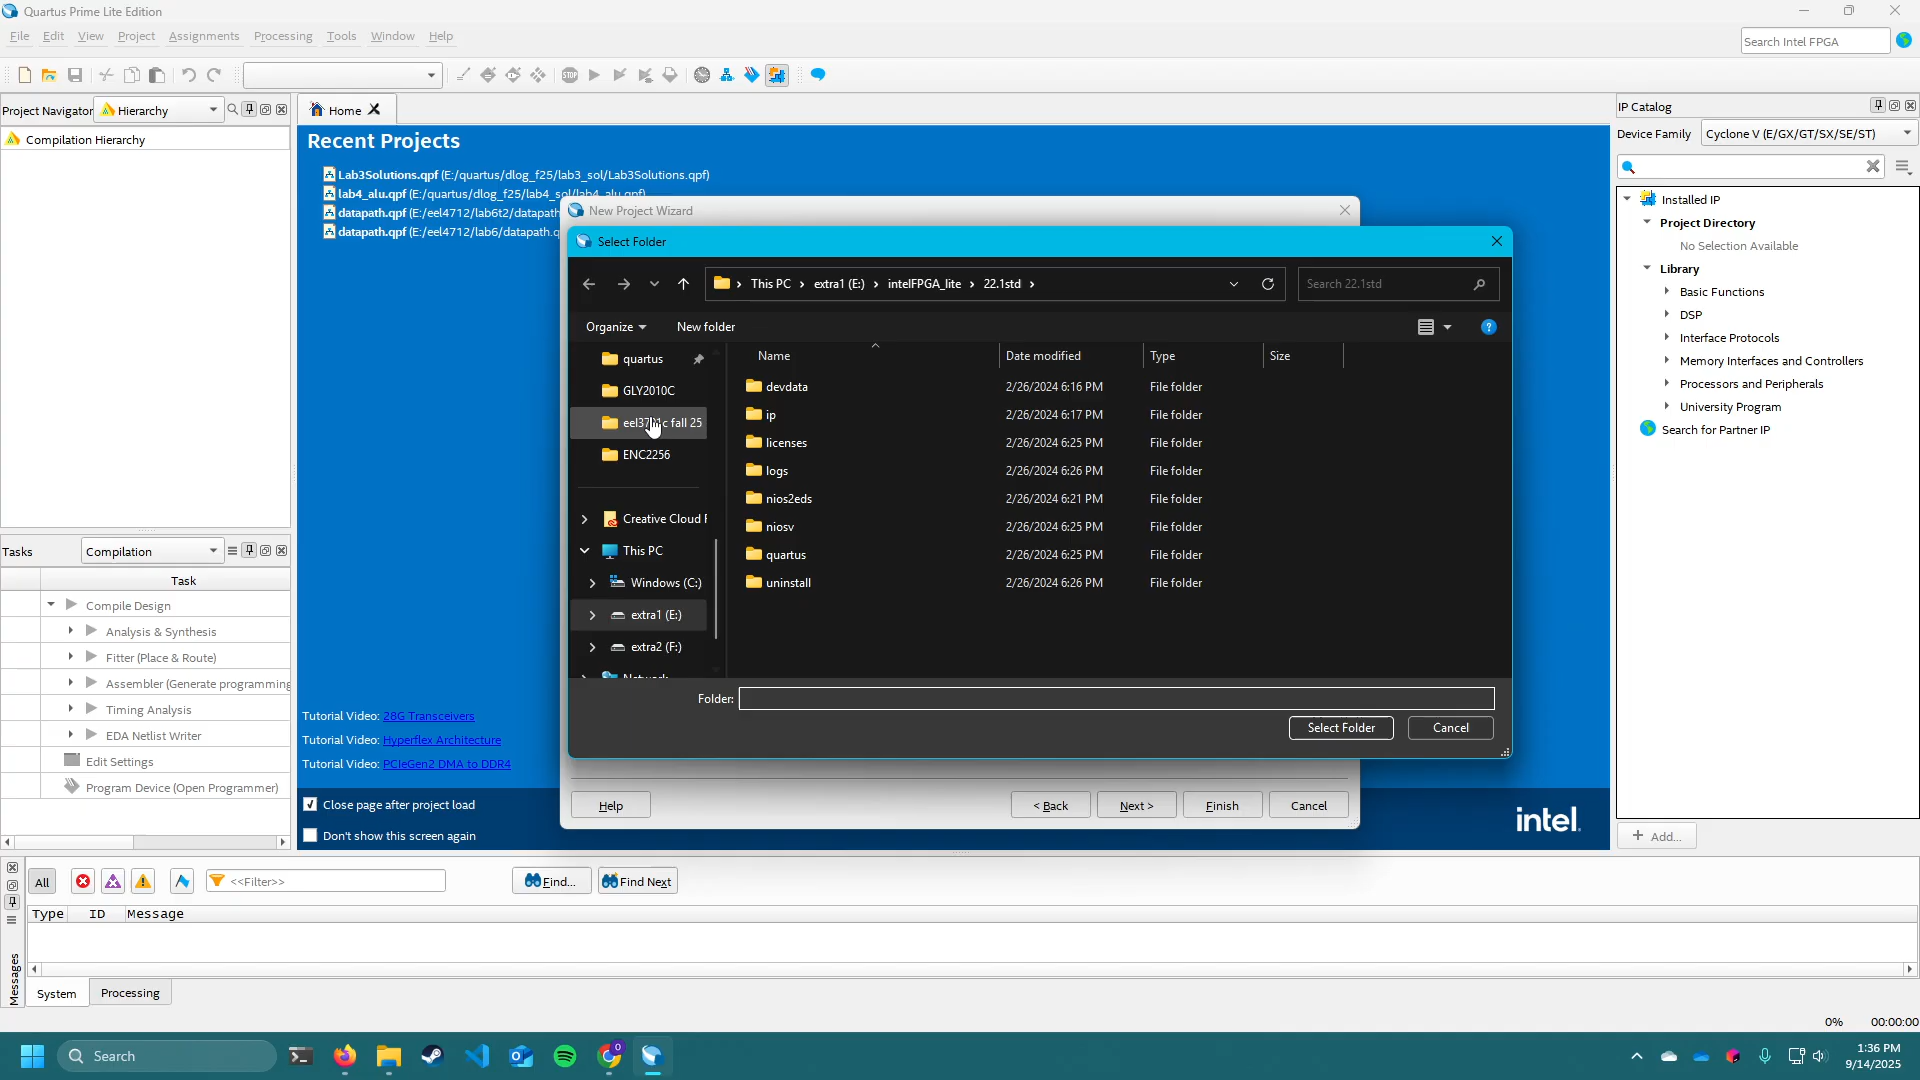 Quartus Prime Lite Edition
File Edit View Project Assignments Processing Tools Window Help
Search Intel FPGA
Project Navigator Hierarchy
Compilation Hierarchy
Home
Recent Projects
Lab3Solutions.qpf (E:/quartus/dlog_f25/lab3_sol/Lab3Solutions.qpf)
lab4_alu.qpf (E:/quartus/dlog_f25/lab4_sol/lab4_alu.qpf)
datapath.qpf (E:/eel4712/lab6t2/datapath
datapath.qpf (E:/eel4712/lab6/datapath.q
Tutorial Video: 28G Transceivers
Tutorial Video: Hyperflex Architecture
Tutorial Video: PCIeGen2 DMA to DDR4
Close page after project load
Don't show this screen again
intel.
New Project Wizard
Select Folder
This PC > extra1 (E:) > intelFPGA_lite > 22.1std >
Search 22.1std
Organize New folder
quartus
GLY2010C
fall 25
ENC2256
Creative Cloud F
This PC
Windows (C:)
extra1 (E:)
extra2 (F:)
Name Date modified Type Size
devdata 2/26/2024 6:16 PM File folder
ip 2/26/2024 6:17 PM File folder
licenses 2/26/2024 6:25 PM File folder
logs 2/26/2024 6:26 PM File folder
nios2eds 2/26/2024 6:21 PM File folder
niosv 2/26/2024 6:25 PM File folder
quartus 2/26/2024 6:25 PM File folder
uninstall 2/26/2024 6:26 PM File folder
Folder:
Select Folder Cancel
Help < Back Next > Finish Cancel
IP Catalog
Device Family Cyclone V (E/GX/GT/SX/SE/ST)
Installed IP
Project Directory
No Selection Available
Library
Basic Functions
DSP
Interface Protocols
Memory Interfaces and Controllers
Processors and Peripherals
University Program
Search for Partner IP
+ Add...
Tasks Compilation
Task
Compile Design
Analysis & Synthesis
Fitter (Place & Route)
Assembler (Generate programming
Timing Analysis
EDA Netlist Writer
Edit Settings
Program Device (Open Programmer)
All <<Filter>> Find... Find Next
Type ID Message
Messages
System Processing
0% 00:00:00
Search
0
1:36 PM
9/14/2025